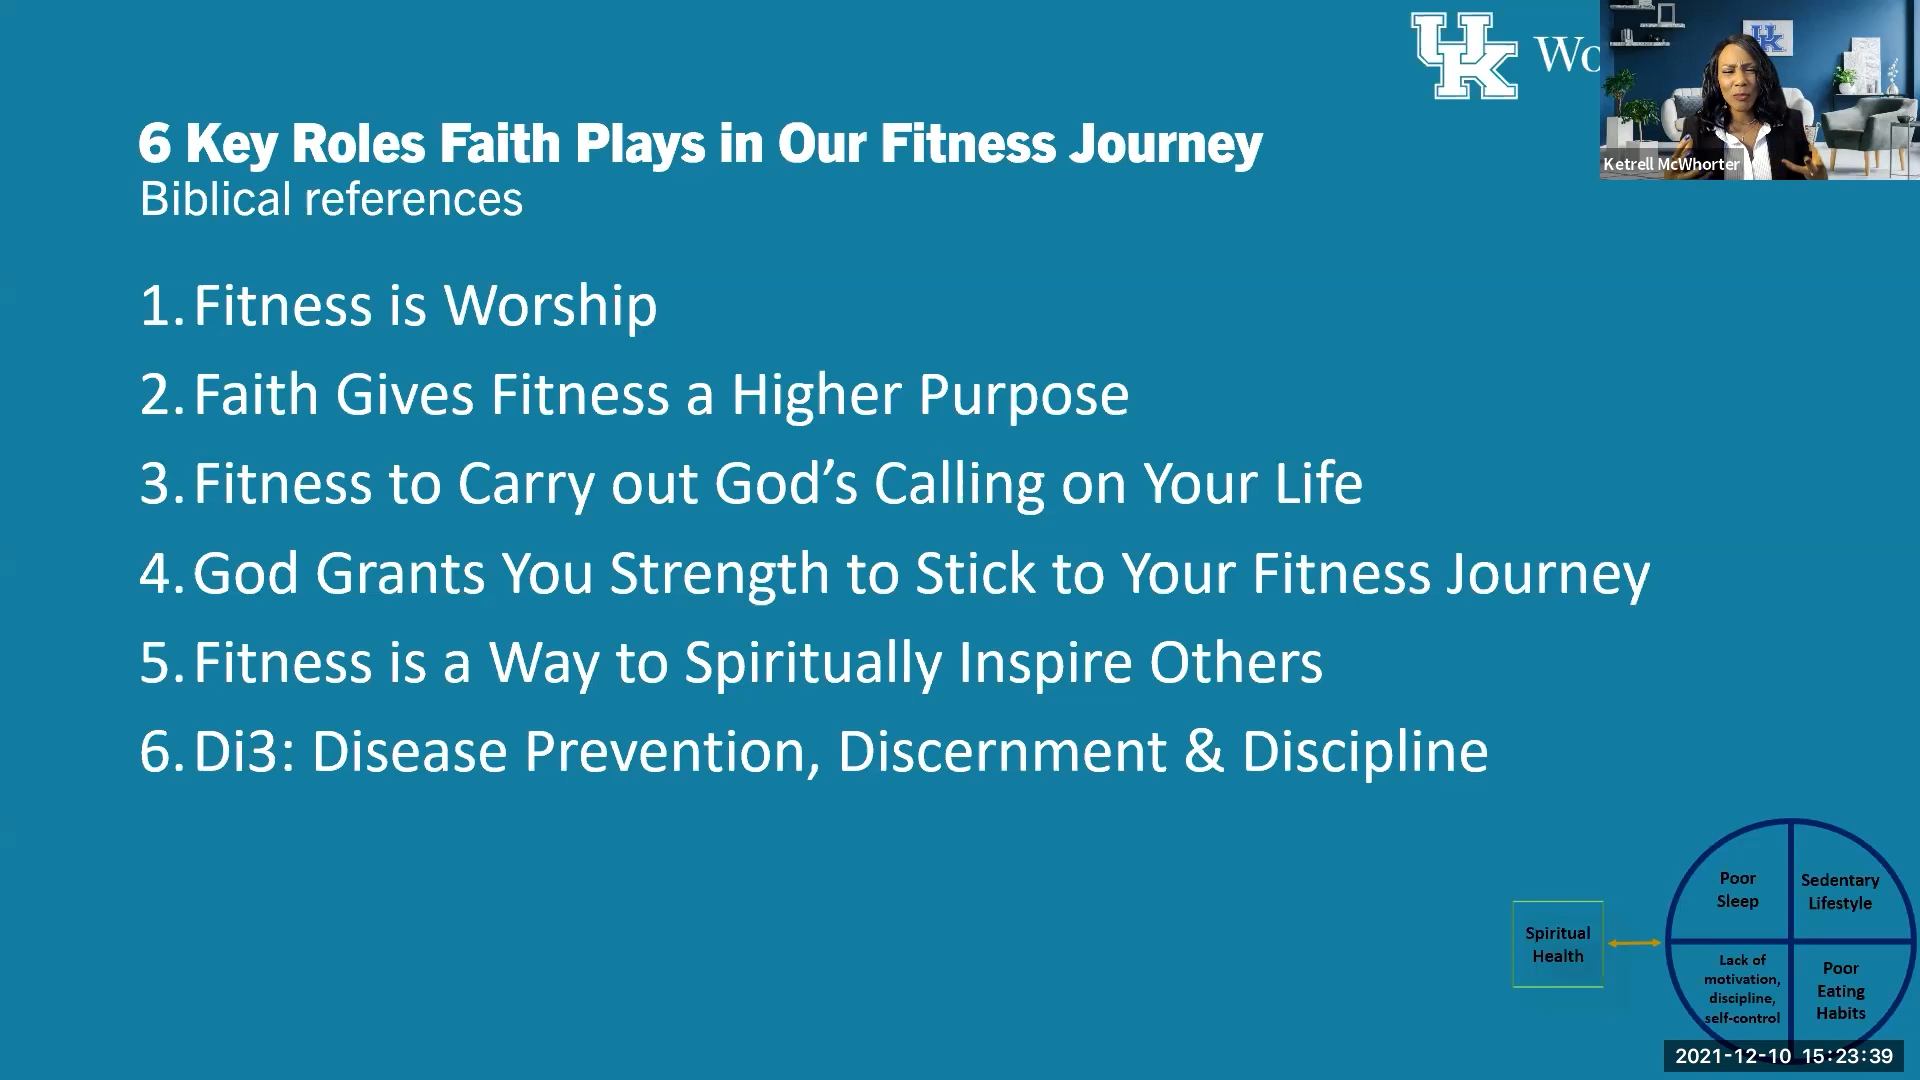 UK
6 Key Roles Faith Plays in Our Fitness Journey
Biblical references
Ketrell McWhorter
1. Fitness is Worship
2. Faith Gives Fitness a Higher Purpose
3. Fitness to Carry out God’s Calling on Your Life
4. God Grants You Strength to Stick to Your Fitness Journey
5. Fitness is a Way to Spiritually Inspire Others
6. Di3: Disease Prevention, Discernment & Discipline
Spiritual
Health
Poor
Sleep
Sedentary
Lifestyle
Lack of
motivation,
discipline,
self-control
Poor
Eating
Habits
2021-12-10 15:23:39